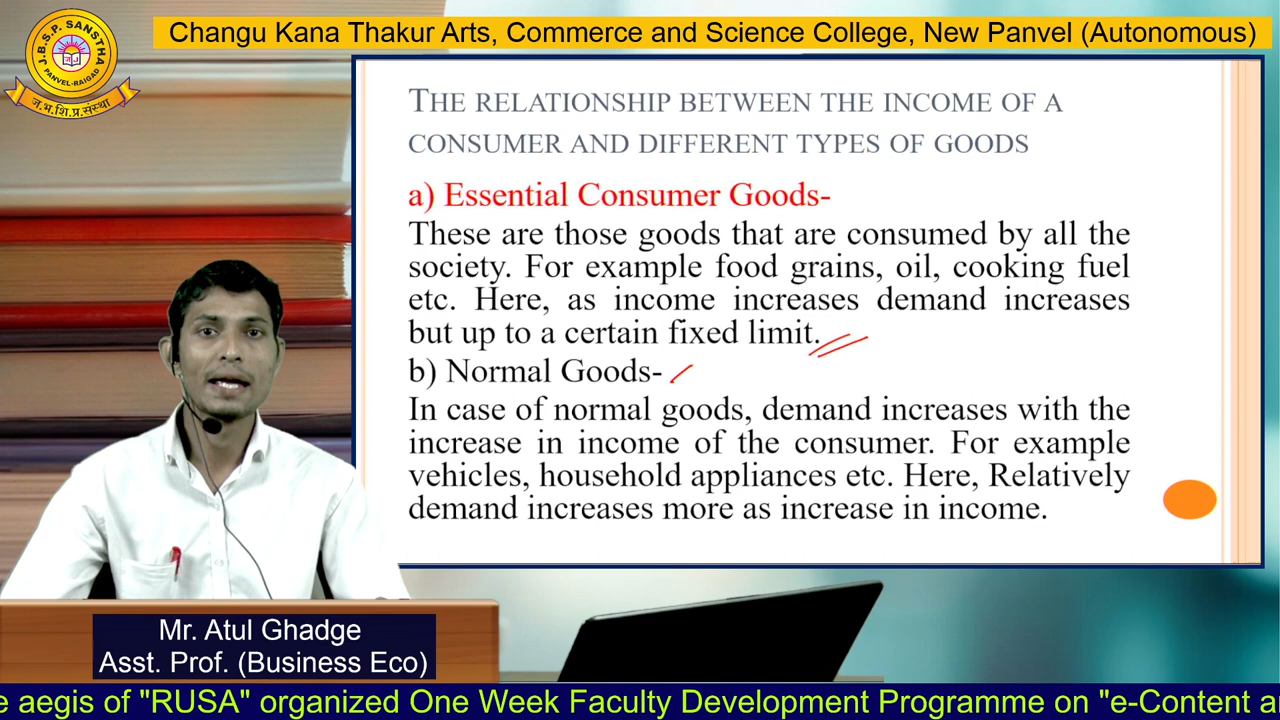 Changu Kana Thakur Arts, Commerce and Science College, New Panvel (Autonomous)
J.B.S.P. SANSTHA
PANVEL-RAIGAD
ज.भ.शि.प्र.संस्था
THE RELATIONSHIP BETWEEN THE INCOME OF A
CONSUMER AND DIFFERENT TYPES OF GOODS
a) Essential Consumer Goods-
These are those goods that are consumed by all the
society. For example food grains, oil, cooking fuel
etc. Here, as income increases demand increases
but up to a certain fixed limit.
b) Normal Goods-
In case of normal goods, demand increases with the
increase in income of the consumer. For example
vehicles, household appliances etc. Here, Relatively
demand increases more as increase in income.
Mr. Atul Ghadge
Asst. Prof. (Business Eco)
e aegis of "RUSA" organized One Week Faculty Development Programme on "e-Content a